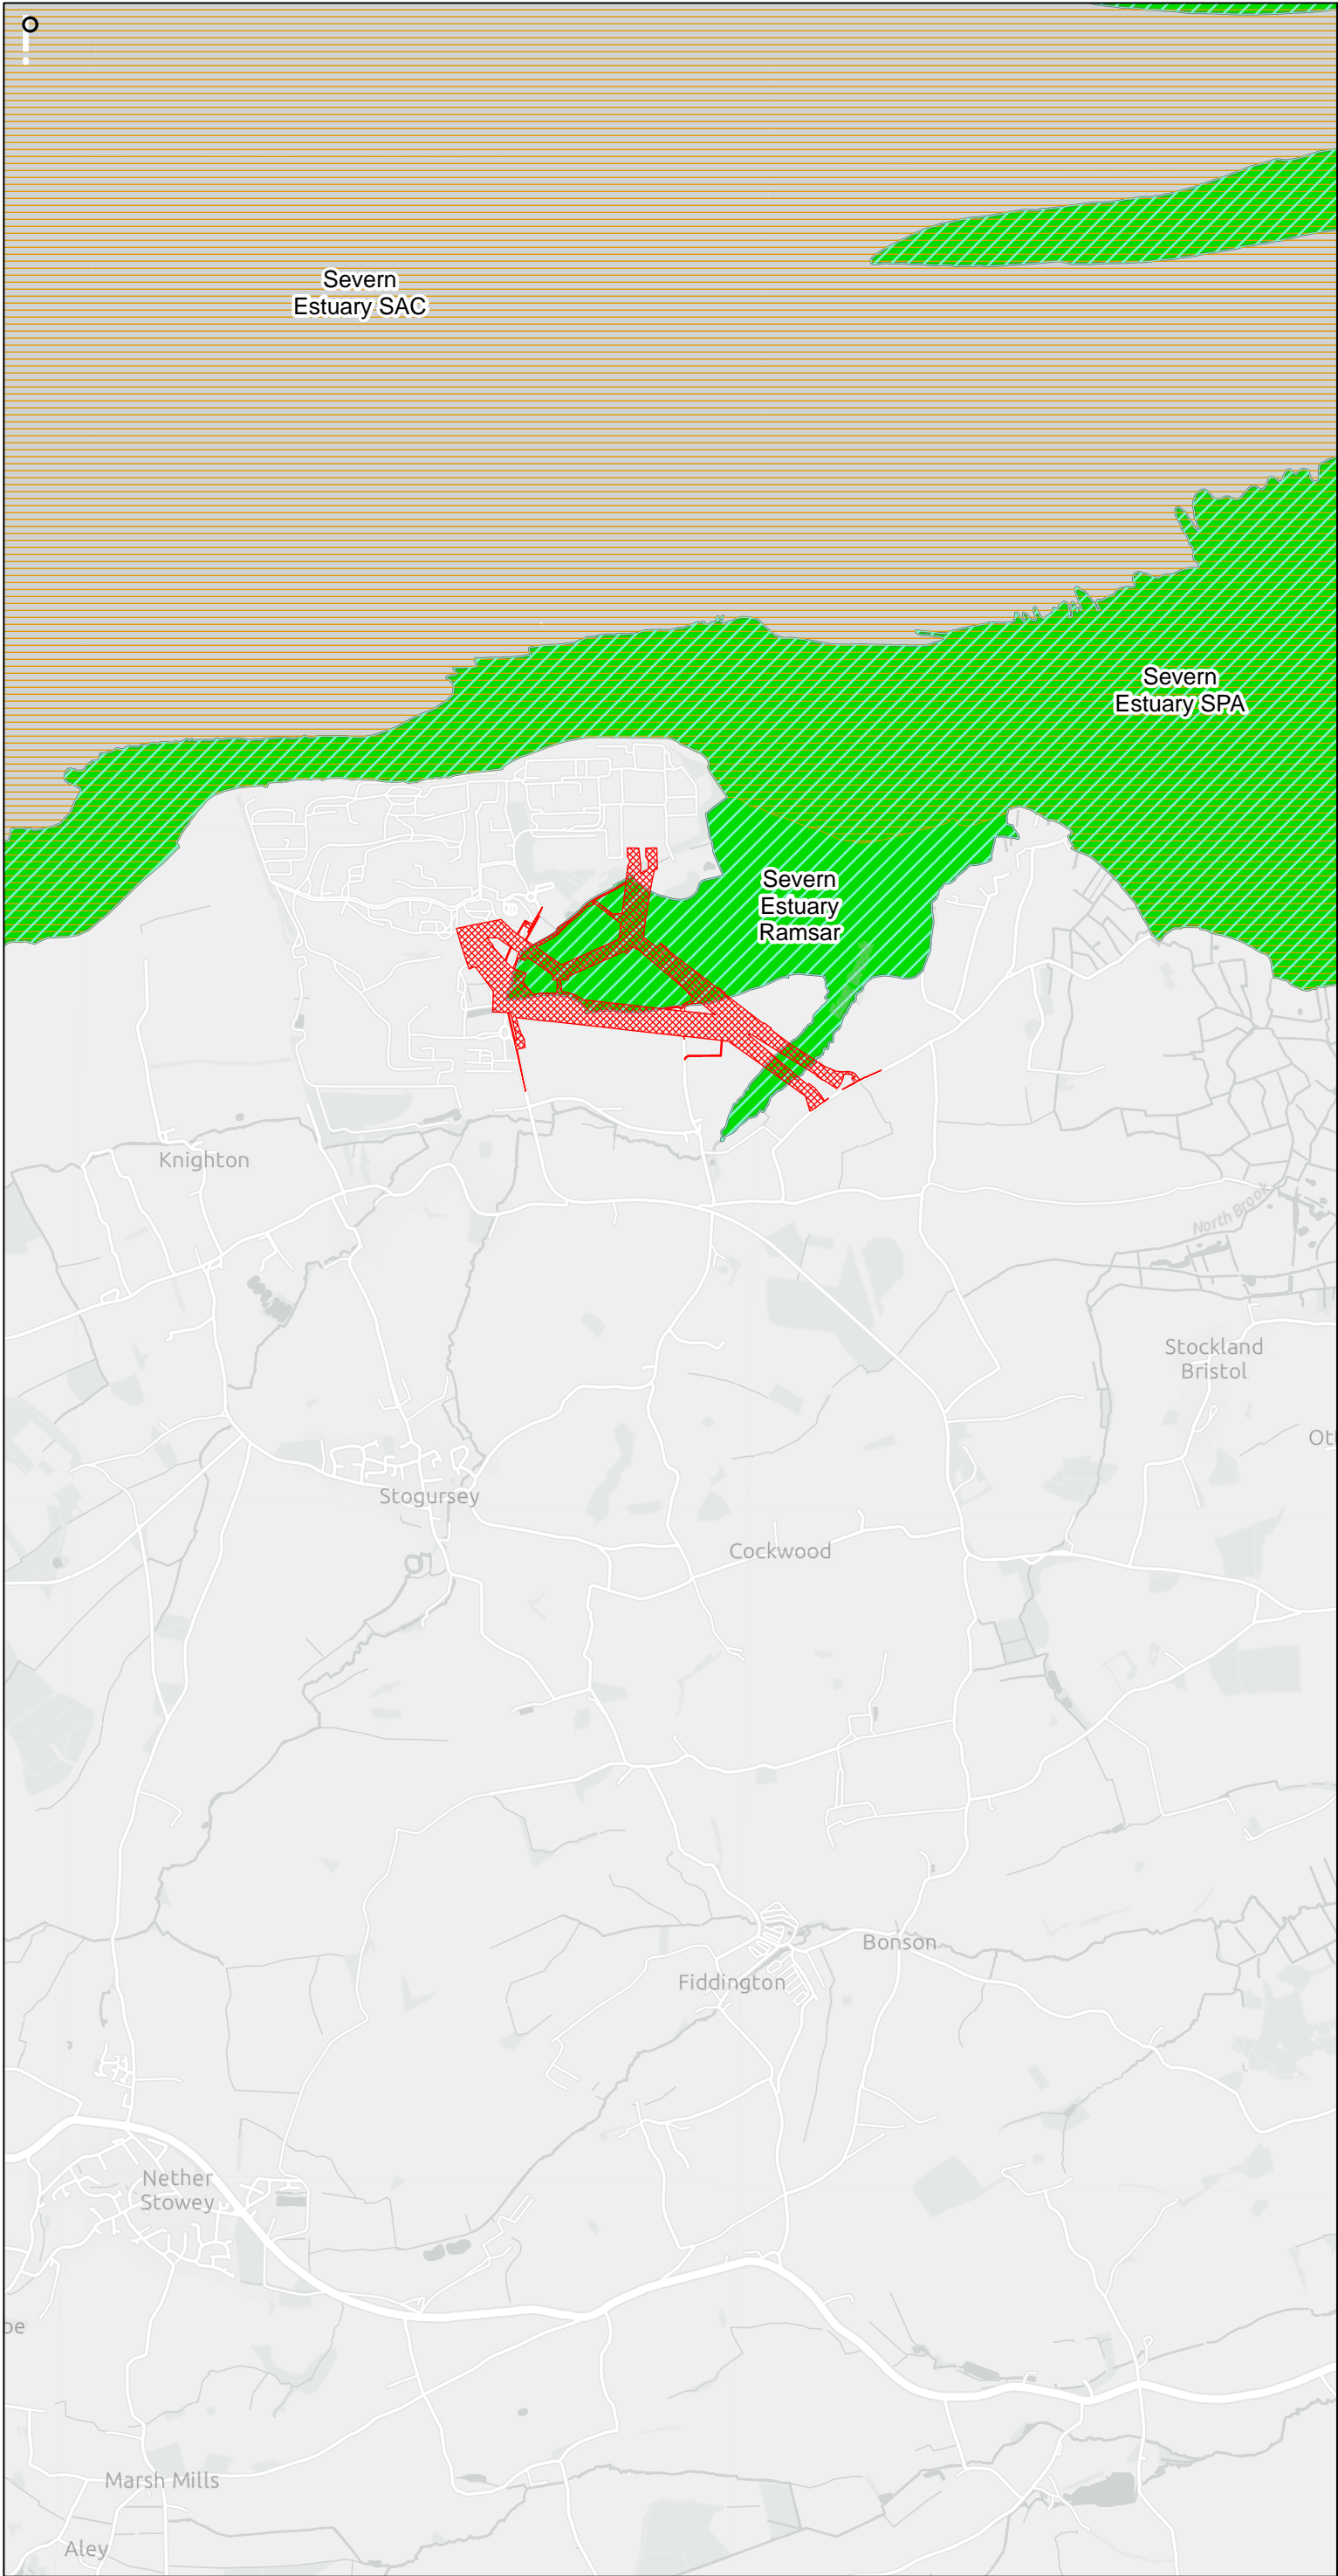 Severn
Estuary SAC
Severn
Estuary SPA
Severn
Estuary
Ramsar
Knighton
North Brook
Stockland
Bristol
Stogursey
Cockwood
Bonson
Fiddington
Nether
Stowey
Marsh Mills
Aley